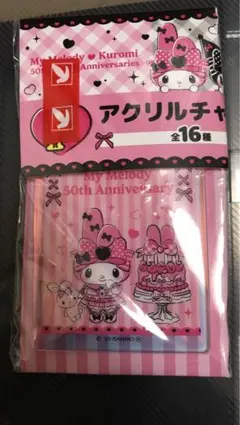 My Melody ♥ Kuromi
50th Anniversaries
アクリルチャ
全16種
My Melody
50th Anniversary